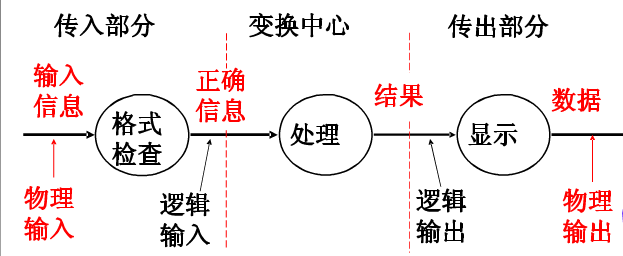 传入部分
变换中心
传出部分
输入
信息
正确
信息
结果
数据
格式
检查
处理
显示
物理
输入
逻辑
输入
逻辑
输出
物理
输出